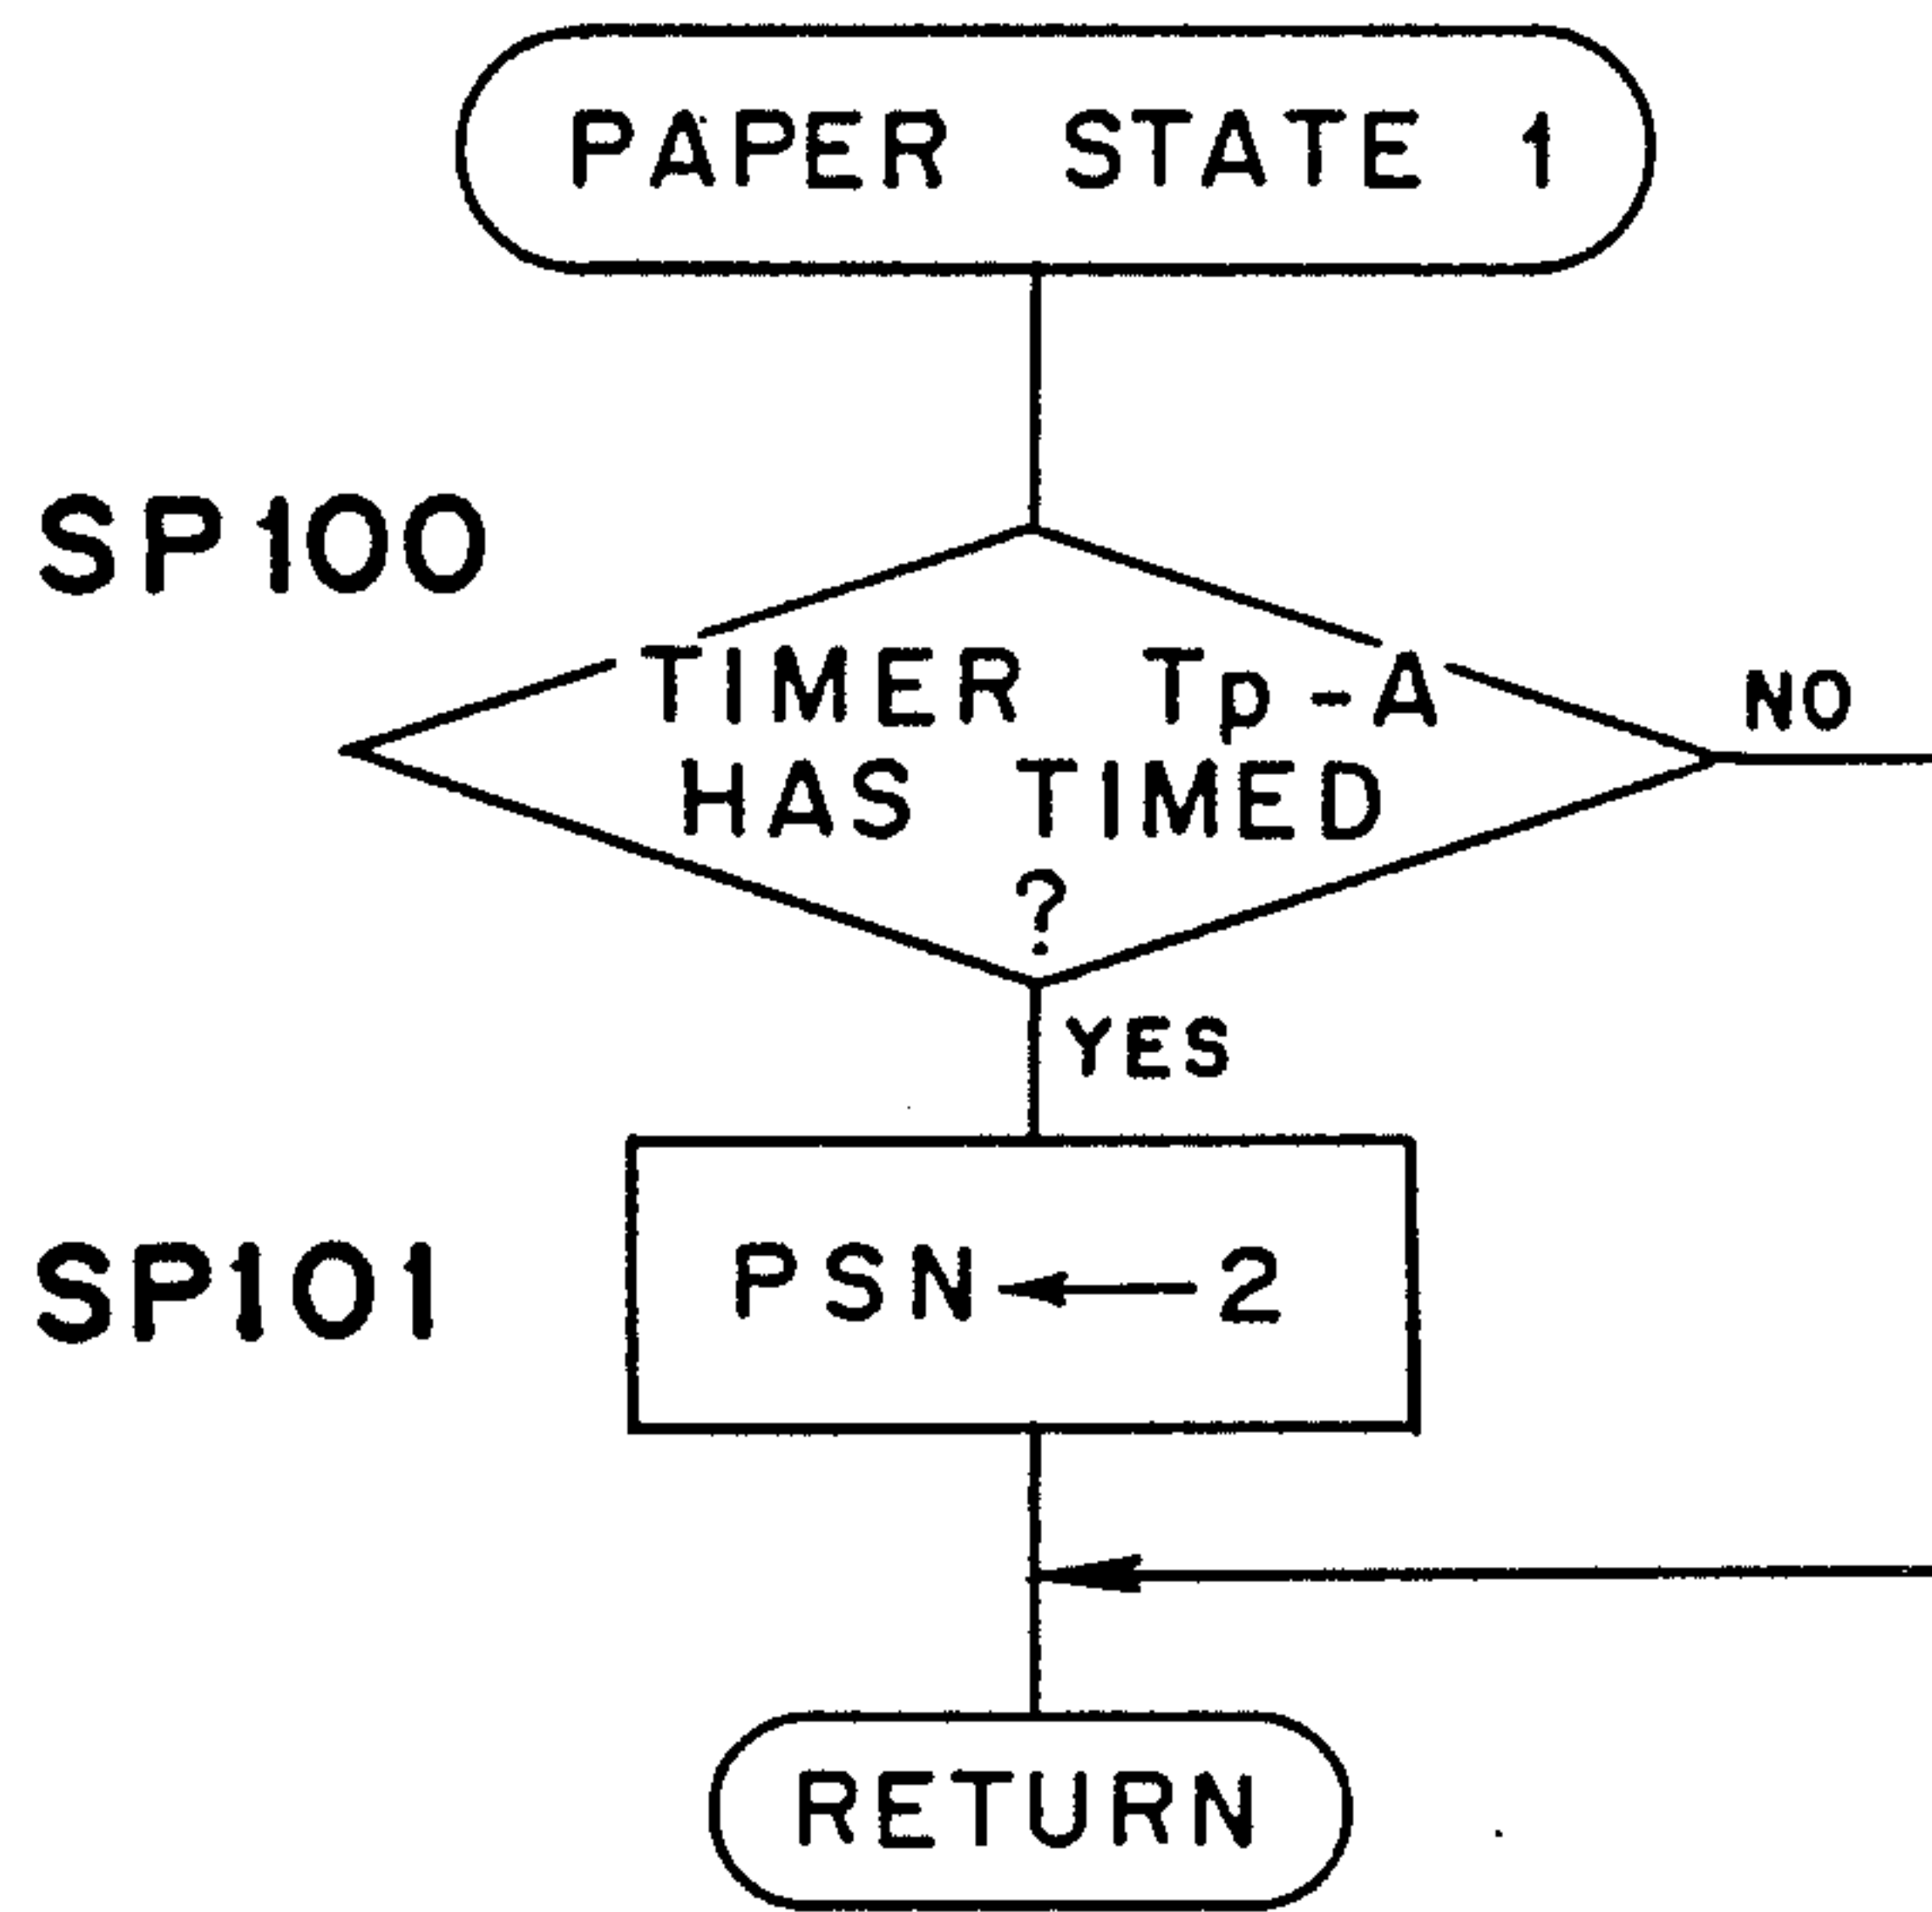 PAPER STATE 1
SP100
TIMER Tp-A
HAS TIMED
?
NO
YES
SP101
PSN←2
RETURN